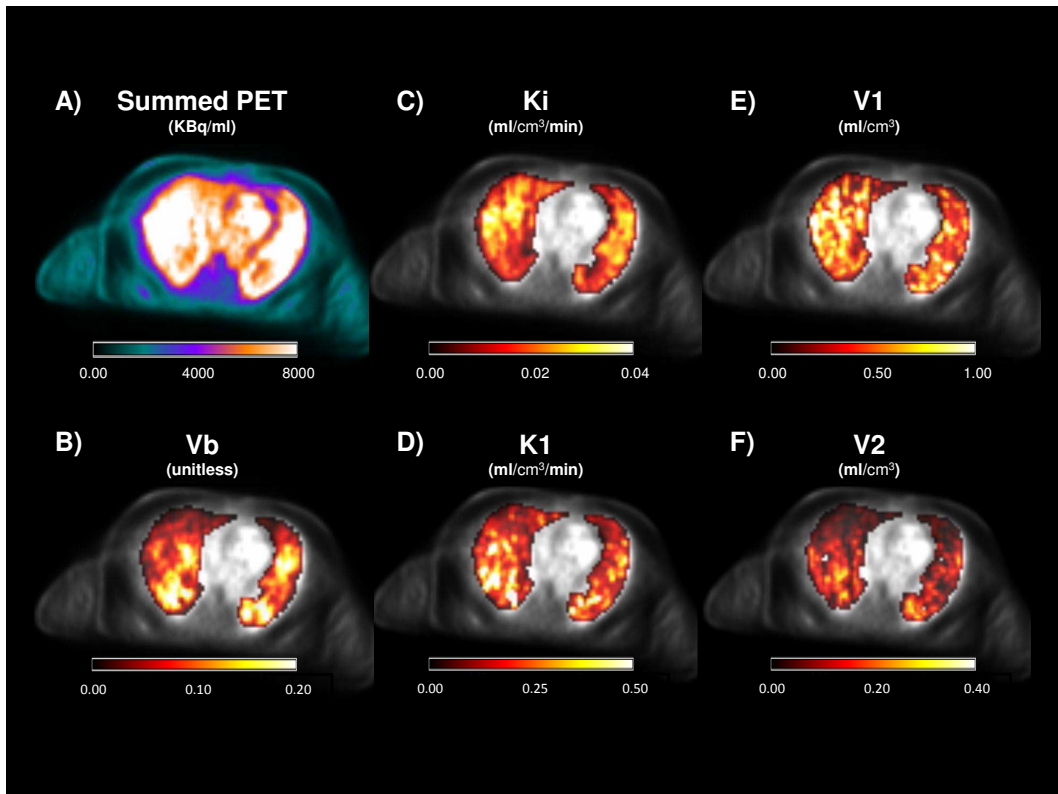 A) Summed PET
(KBq/ml)
0.00 4000 8000
C) Ki
(ml/cm³/min)
0.00 0.02 0.04
E) V1
(ml/cm³)
0.00 0.50 1.00
B) Vb
(unitless)
0.00 0.10 0.20
D) K1
(ml/cm³/min)
0.00 0.25 0.50
F) V2
(ml/cm³)
0.00 0.20 0.40